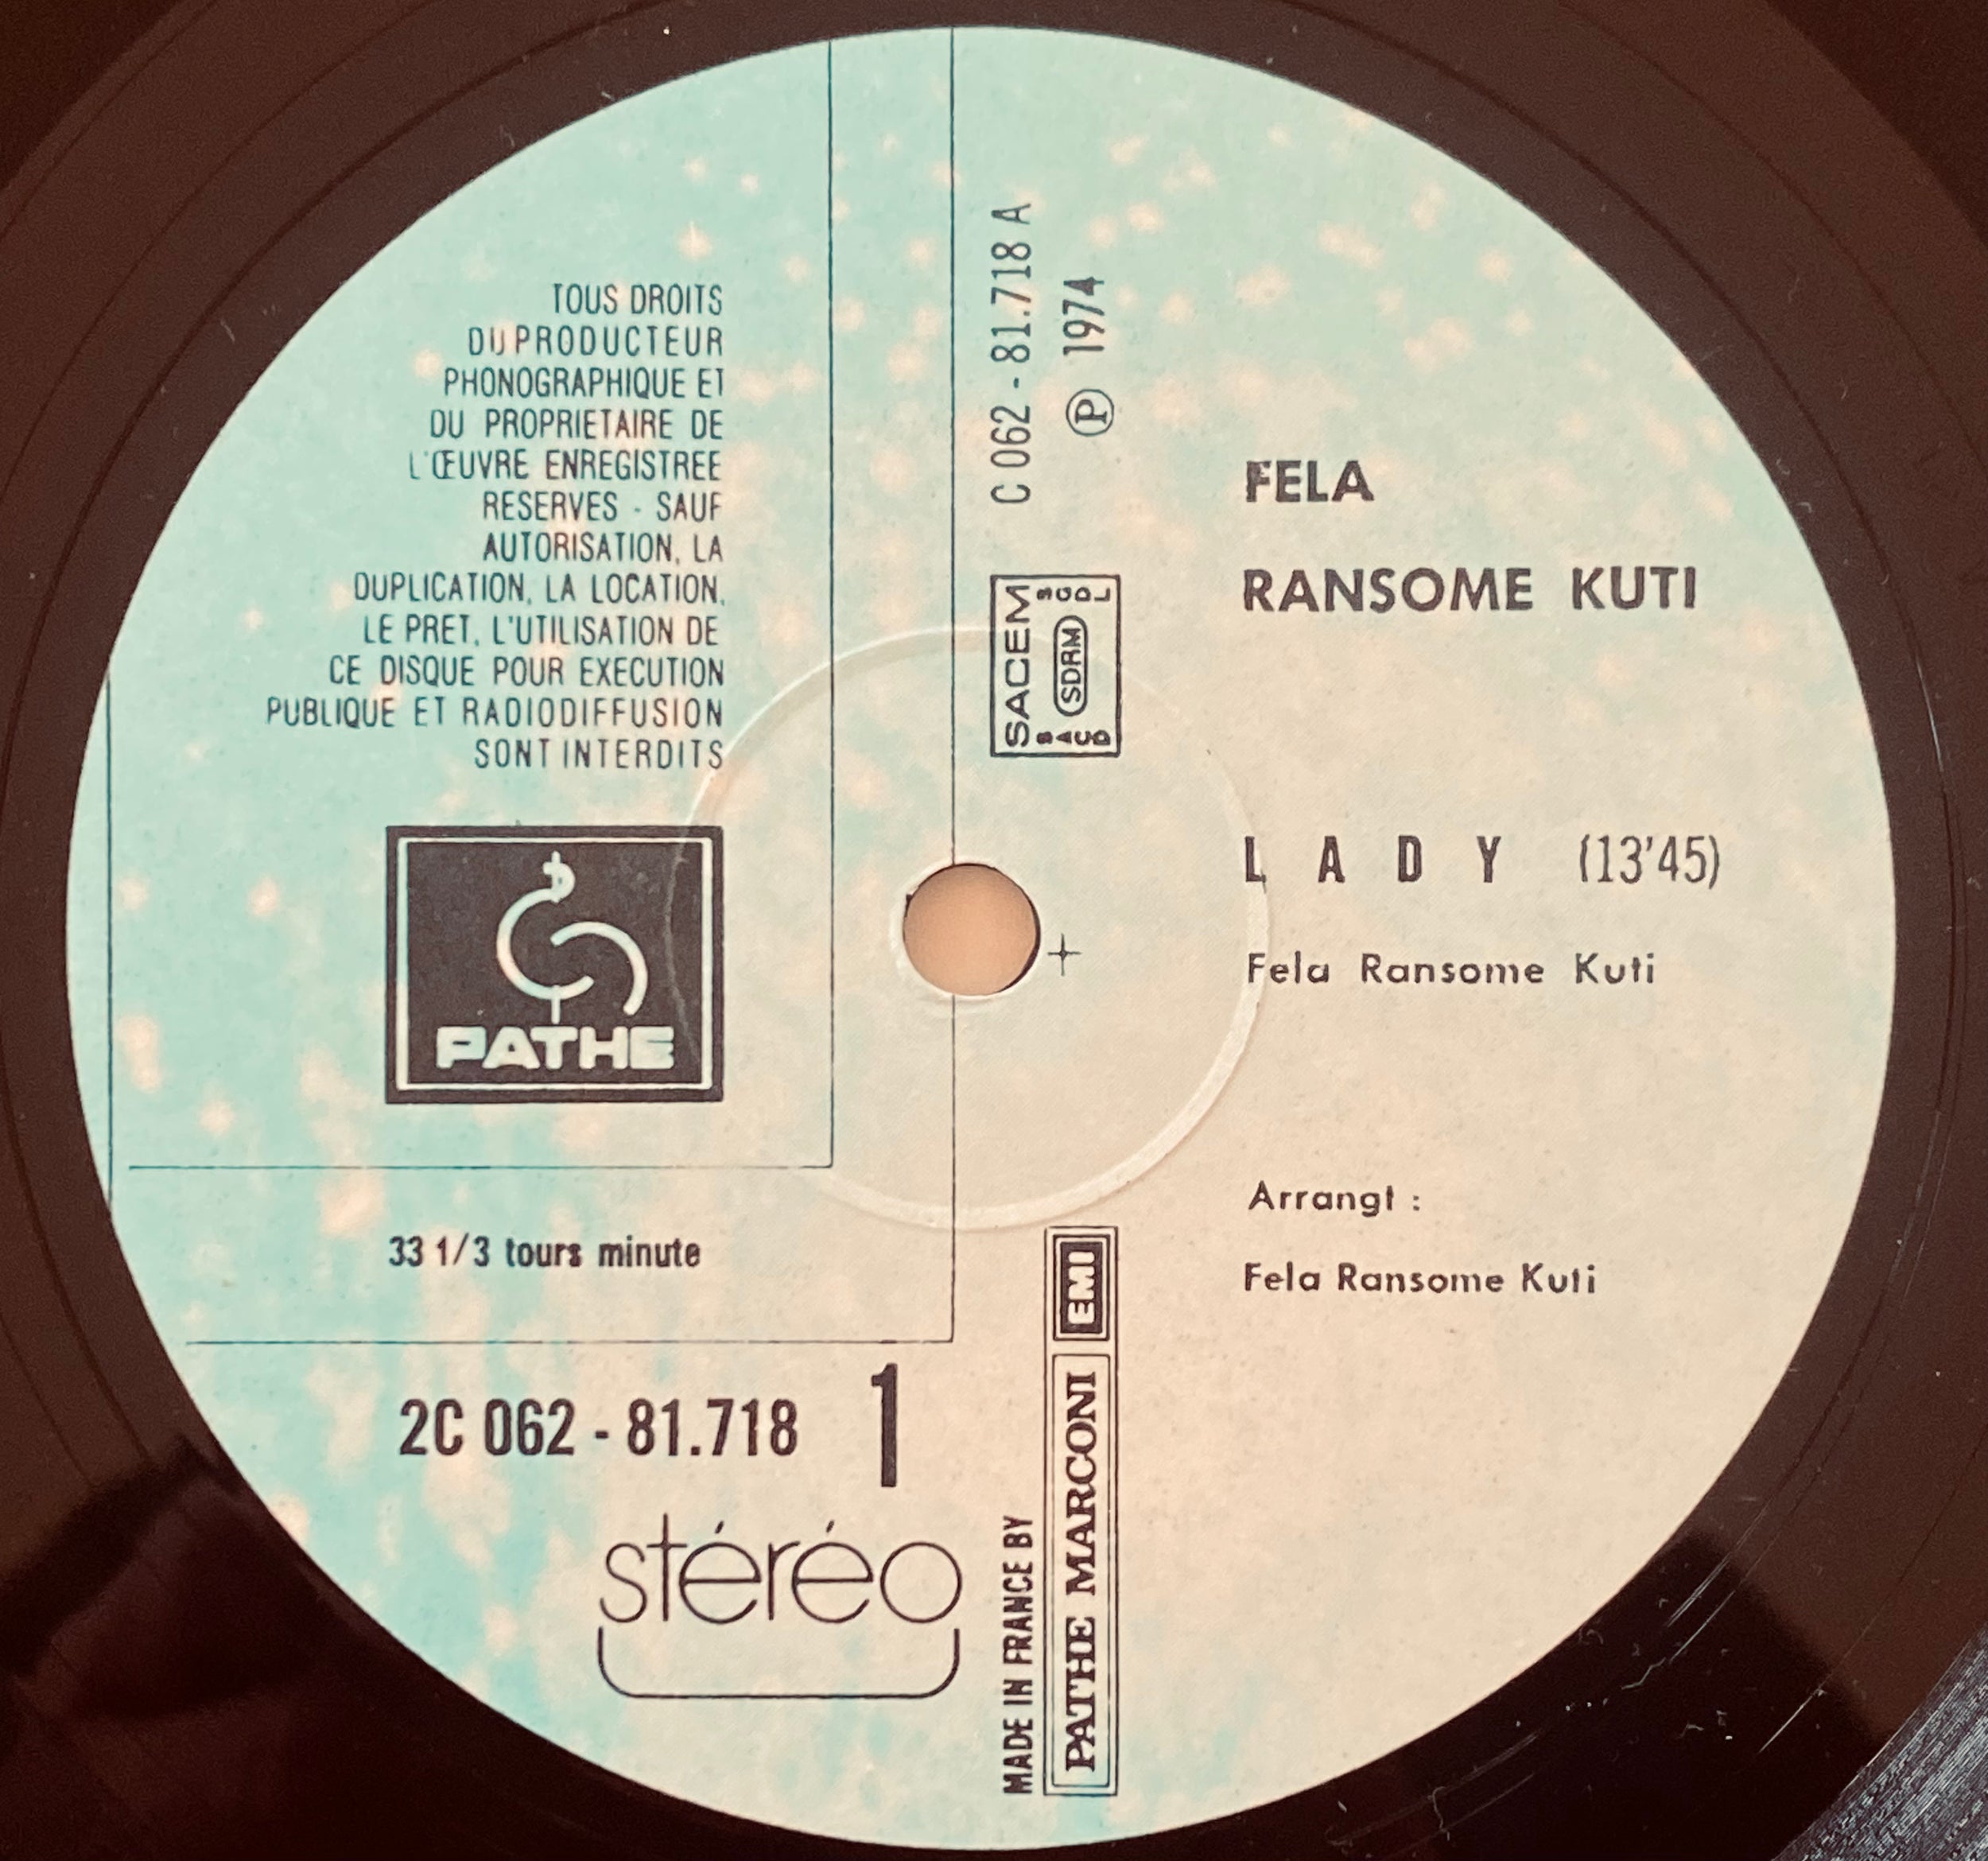 TOUS DROITS
DU PRODUCTEUR
PHONOGRAPHIQUE ET
DU PROPRIETAIRE DE
L'ŒUVRE ENREGISTREE
RESERVES - SAUF
AUTORISATION, LA
DUPLICATION, LA LOCATION,
LE PRET, L'UTILISATION DE
CE DISQUE POUR EXECUTION
PUBLIQUE ET RADIODIFFUSION
SONT INTERDITS
PATHE
33 1/3 tours minute
2C 062 - 81.718 1
stéréo
C 062 - 81.718 A
Ⓟ 1974
SACEM
SACD SDRM SGDL
MADE IN FRANCE BY
PATHE MARCONI EMI
FELA
RANSOME KUTI
LADY (13'45)
Fela Ransome Kuti
Arrangt :
Fela Ransome Kuti